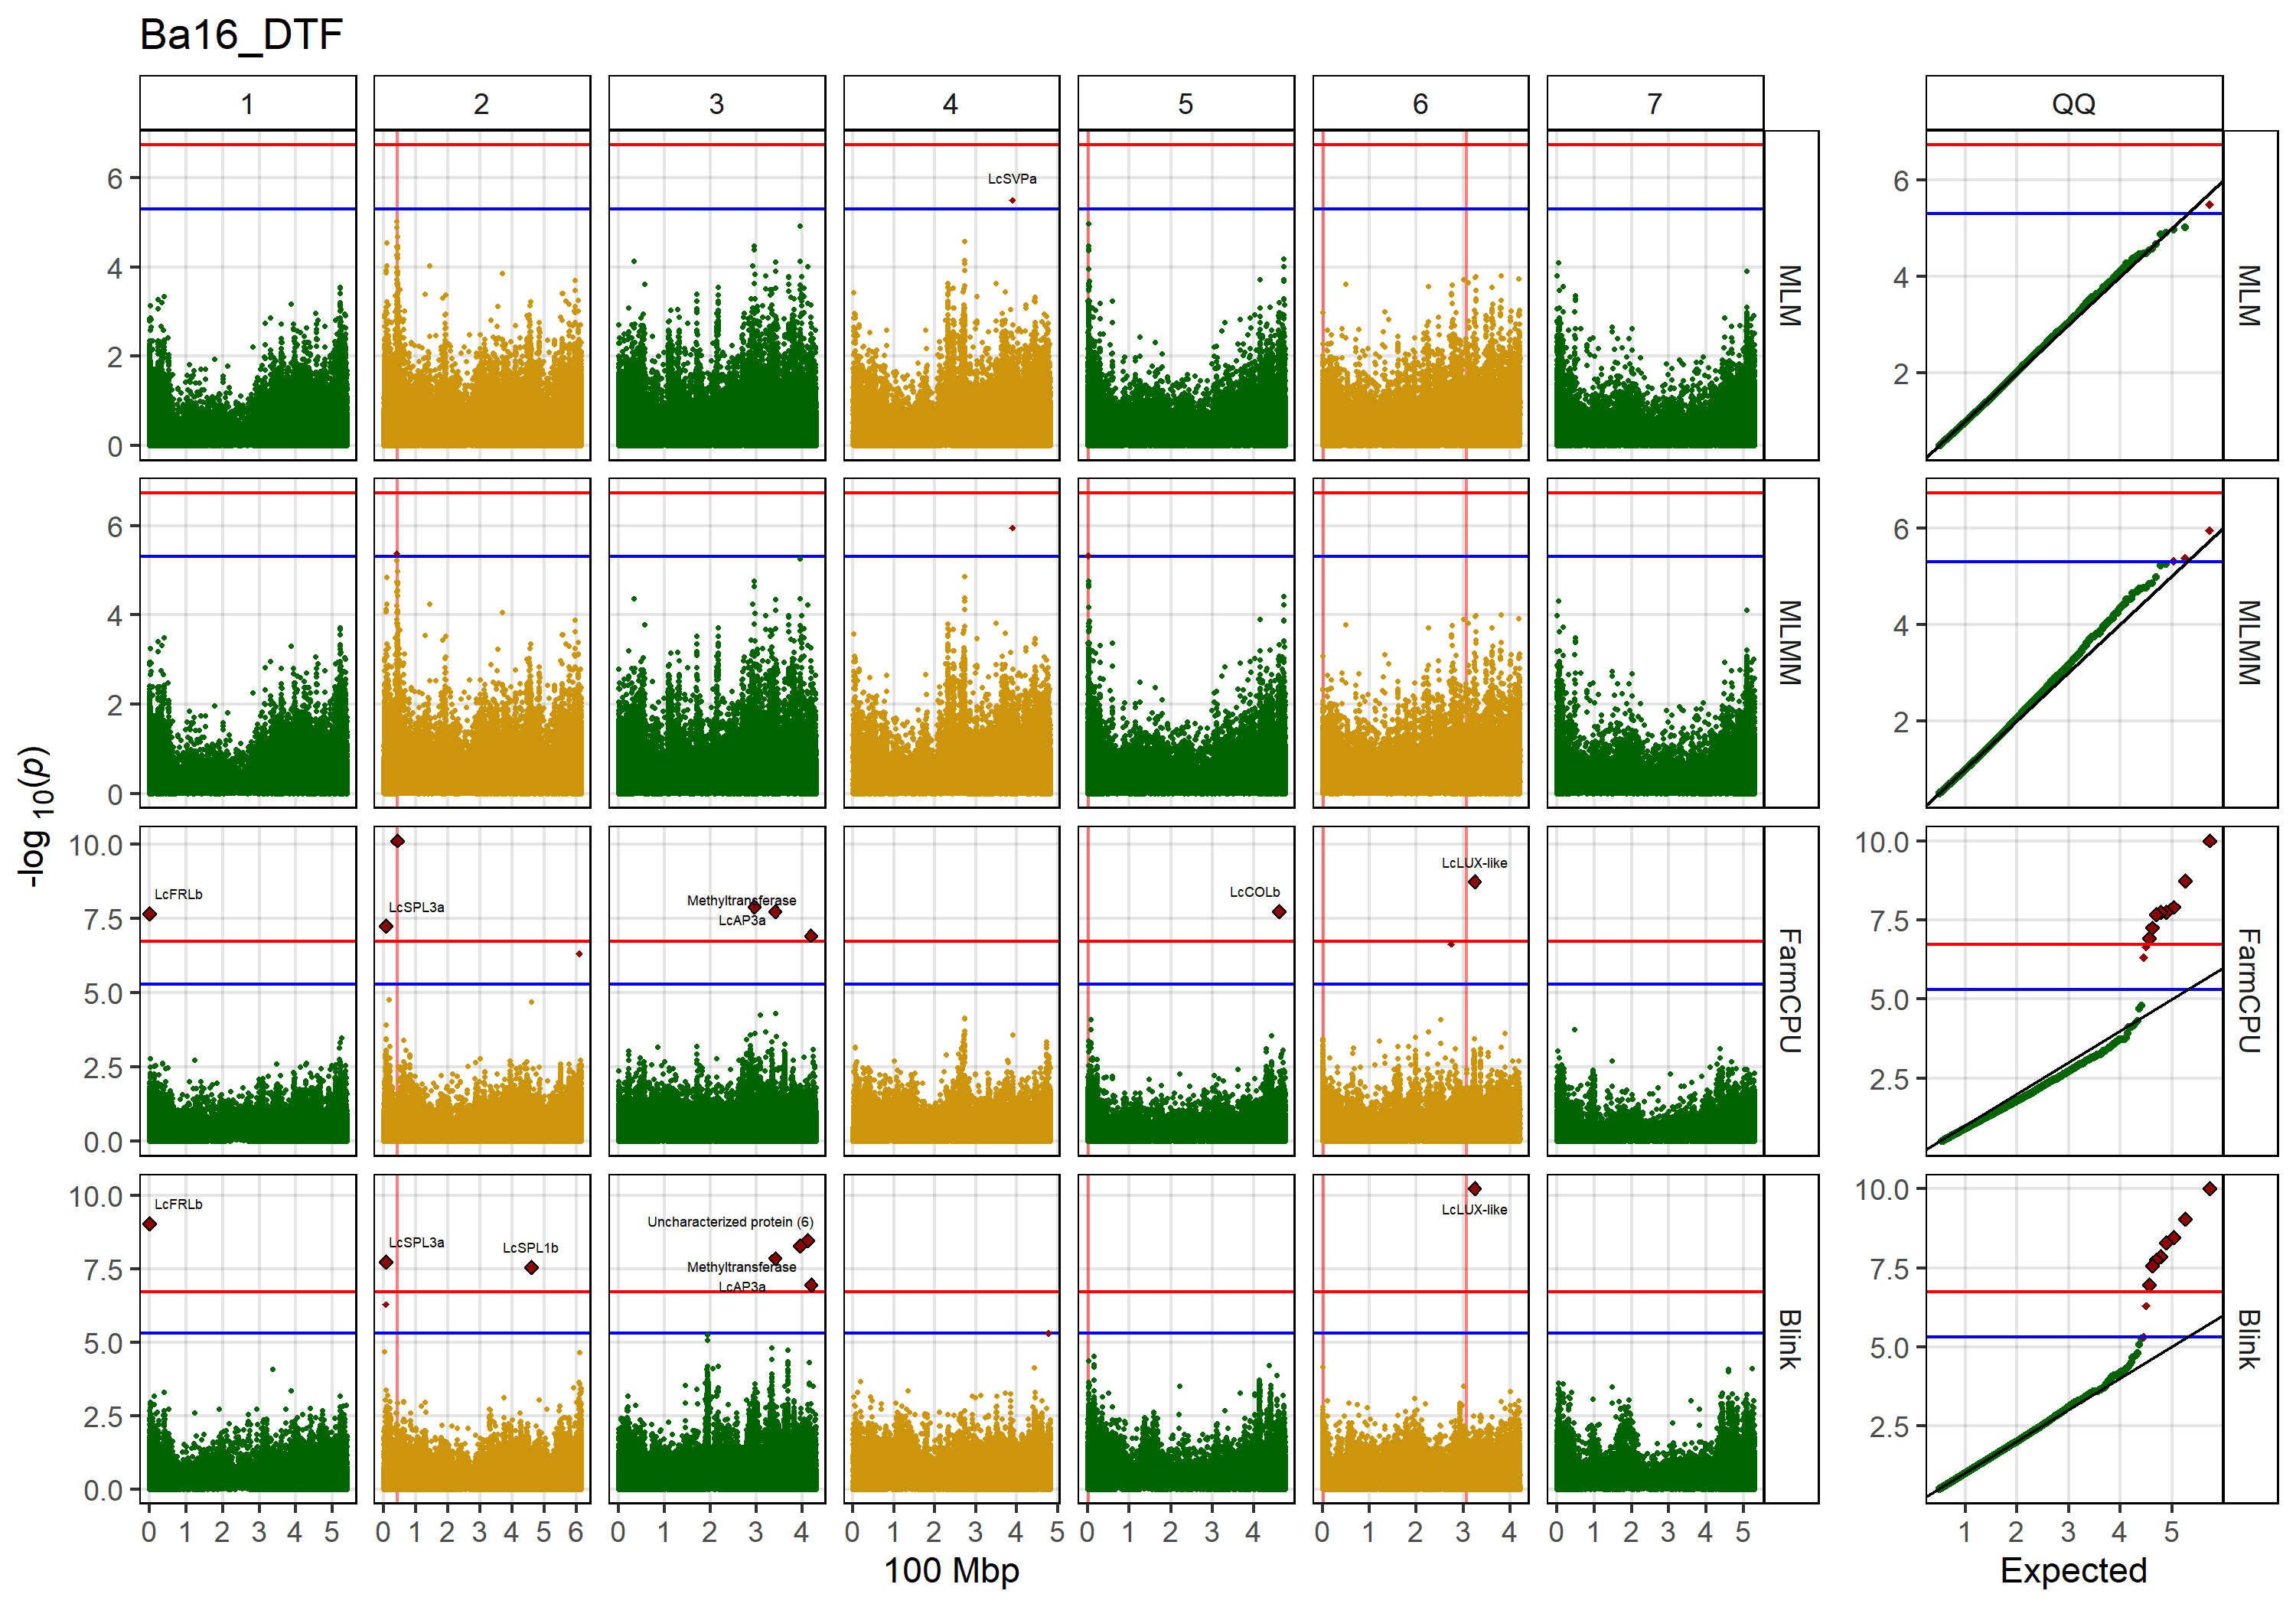 Ba16_DTF
1 2 3 4 5 6 7 QQ
6 4 2 0
LcSVPa
MLM
6 4 2
MLM
6 4 2 0
MLMM
6 4 2
MLMM
-log 10(p)
10.0 7.5 5.0 2.5 0.0
LcFRLb
LcSPL3a
Methyltransferase
LcAP3a
LcCOLb
LcLUX-like
FarmCPU
10.0 7.5 5.0 2.5
FarmCPU
10.0 7.5 5.0 2.5 0.0
LcFRLb
LcSPL3a
LcSPL1b
Uncharacterized protein (6)
Methyltransferase
LcAP3a
LcLUX-like
Blink
10.0 7.5 5.0 2.5
Blink
0 1 2 3 4 5 0 1 2 3 4 5 6 0 1 2 3 4 0 1 2 3 4 5 0 1 2 3 4 0 1 2 3 4 0 1 2 3 4 5 1 2 3 4 5
100 Mbp
Expected